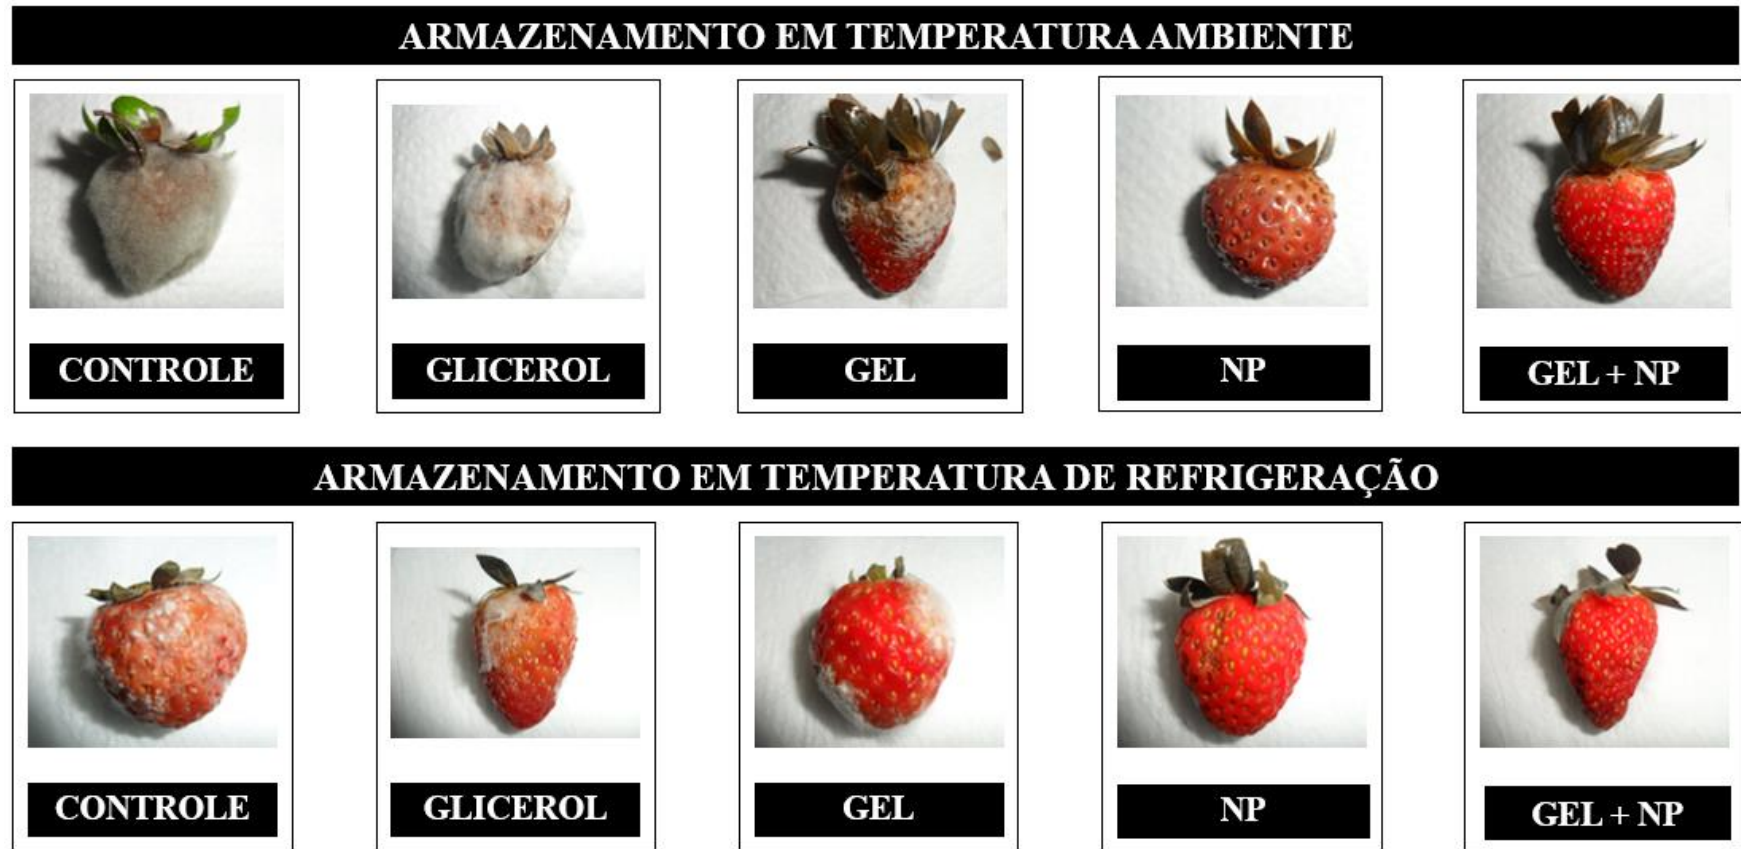 ARMAZENAMENTO EM TEMPERATURA AMBIENTE
CONTROLE
GLICEROL
GEL
NP
GEL + NP
ARMAZENAMENTO EM TEMPERATURA DE REFRIGERAÇÃO
CONTROLE
GLICEROL
GEL
NP
GEL + NP